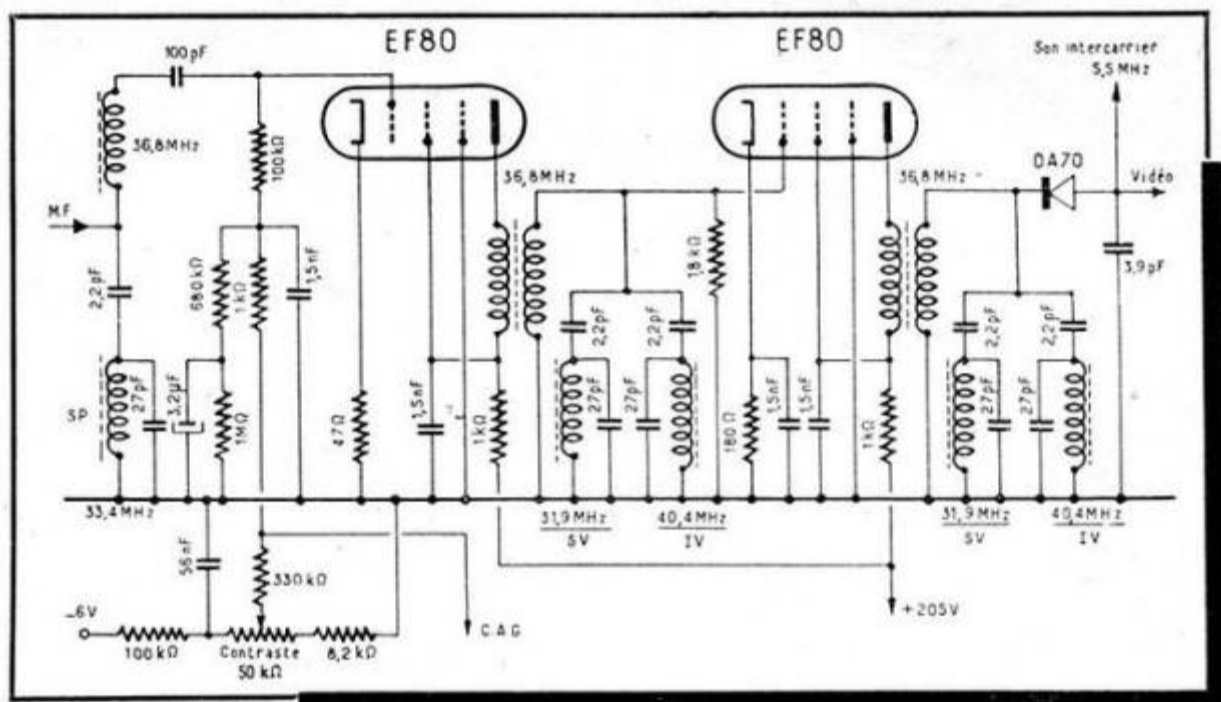 EF80
EF80
Son intercarrier
5,5 MHz
100 pF
36,8 MHz
100 kΩ
36,8 MHz
36,8 MHz
OA70
Vidéo
M.F
2,2 pF
680 kΩ
1 kΩ
1,5 nF
18 kΩ
3,9 pF
2,2 pF
2,2 pF
2,2 pF
2,2 pF
S.P
27 pF
3,2 µF
1 MΩ
47 Ω
1,5 nF
1 kΩ
27 pF
27 pF
180 Ω
1,5 nF
1,5 nF
1 kΩ
27 pF
27 pF
33,4 MHz
31,9 MHz
SV
40,4 MHz
IV
31,9 MHz
SV
40,4 MHz
IV
56 nF
330 kΩ
_6V
C A G
+205V
100 kΩ
Contraste
50 kΩ
8,2 kΩ